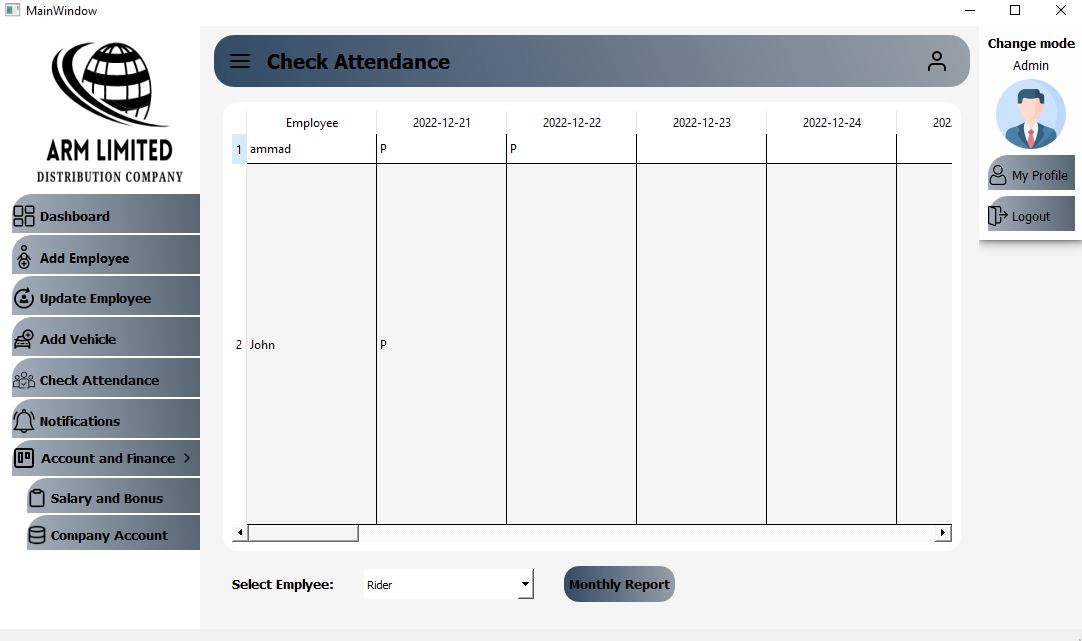 MainWindow
ARM LIMITED
DISTRIBUTION COMPANY
Dashboard
Add Employee
Update Employee
Add Vehicle
Check Attendance
Notifications
Account and Finance >
Salary and Bonus
Company Account
Check Attendance
Employee 2022-12-21 2022-12-22 2022-12-23 2022-12-24 202
1 ammad P P
2 John P
Select Emplyee: Rider Monthly Report
Change mode
Admin
My Profile
Logout